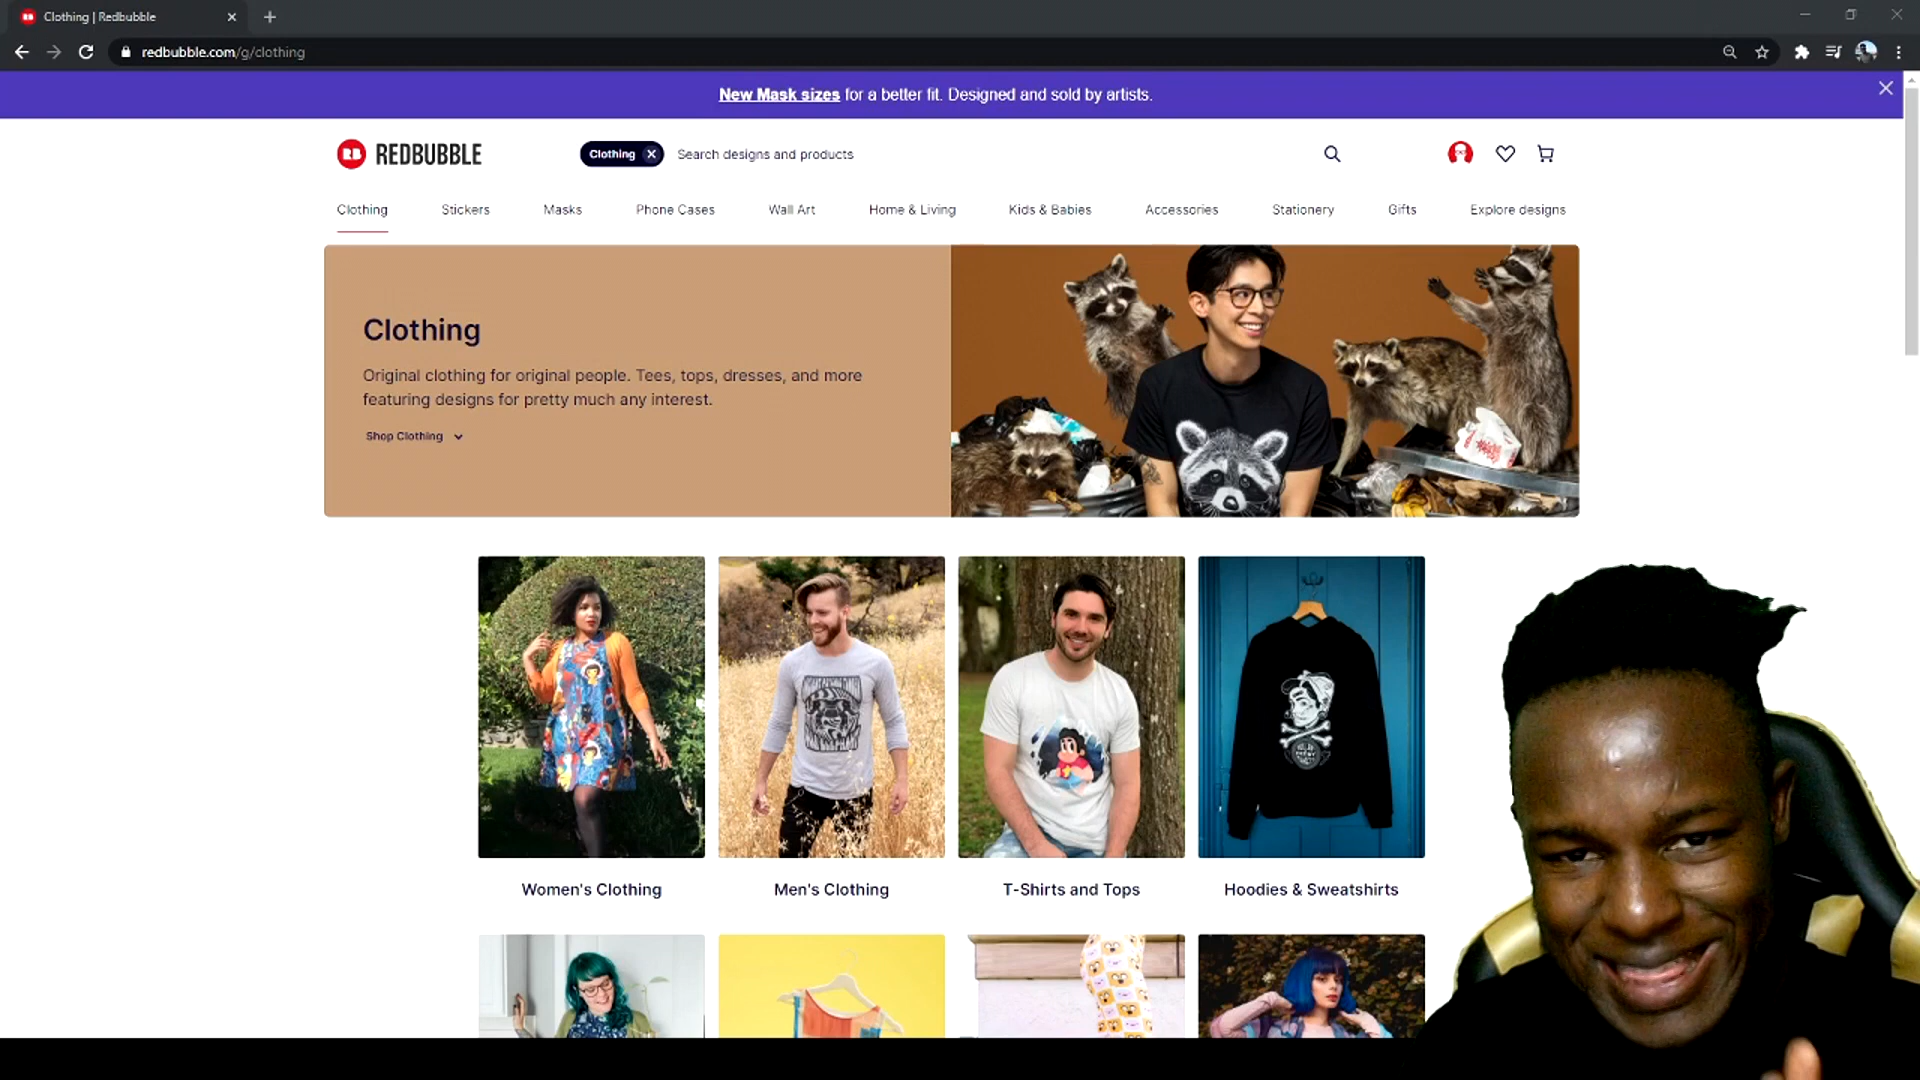 Clothing | Redbubble
redbubble.com/g/clothing
New Mask sizes for a better fit. Designed and sold by artists.
RB REDBUBBLE
Clothing
Search designs and products
Clothing Stickers Masks Phone Cases Wall Art Home & Living Kids & Babies Accessories Stationery Gifts Explore designs
Clothing
Original clothing for original people. Tees, tops, dresses, and more
featuring designs for pretty much any interest.
Shop Clothing
Women's Clothing Men's Clothing T-Shirts and Tops Hoodies & Sweatshirts